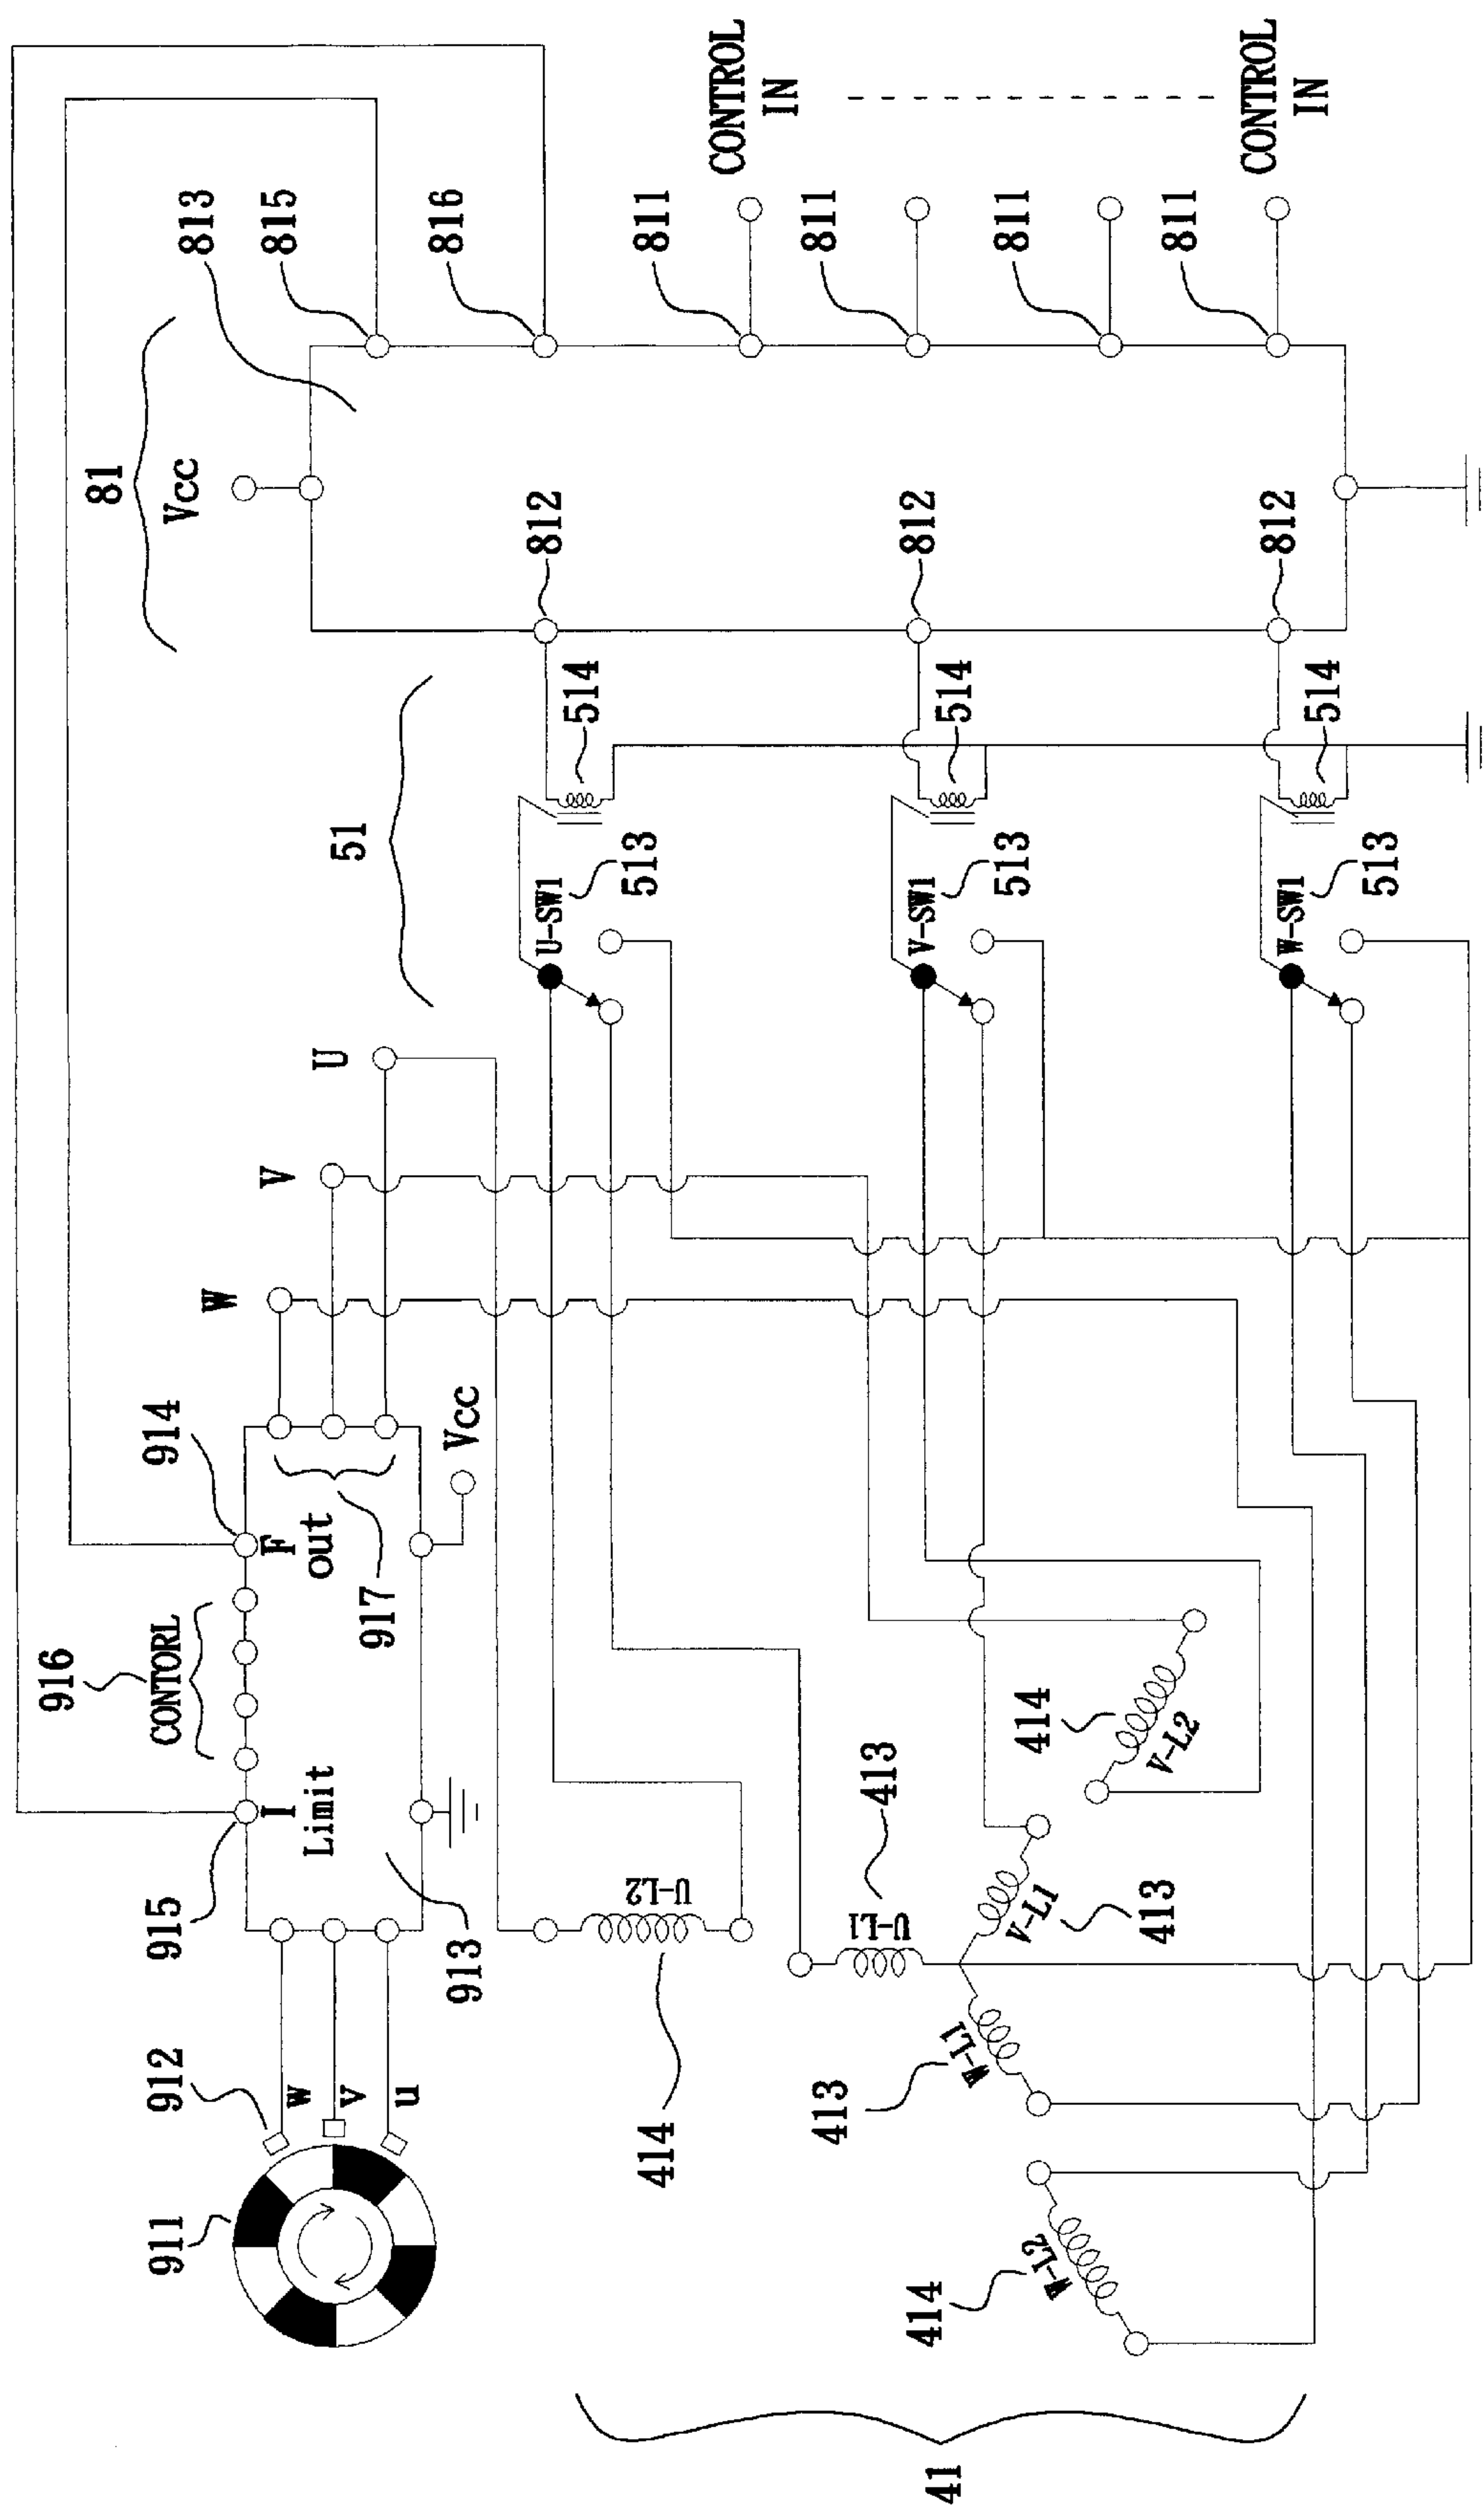 81
Vcc
813
815
816
811
811
811
811
CONTROL
IN
CONTROL
IN
812
812
812
51
514
514
514
U-SW1
513
V-SW1
513
W-SW1
513
U
V
W
914
F
out
917
Vcc
916
CONTORL
915
I
Limit
913
912
w
v
u
911
U-L2
414
U-L1
413
V-L1
413
V-L2
414
W-L1
413
W-L2
414
41